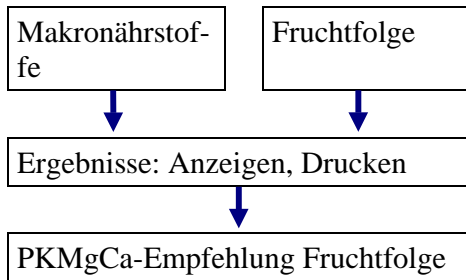 Makronährstof-
fe
Fruchtfolge
Ergebnisse: Anzeigen, Drucken
PKMgCa-Empfehlung Fruchtfolge